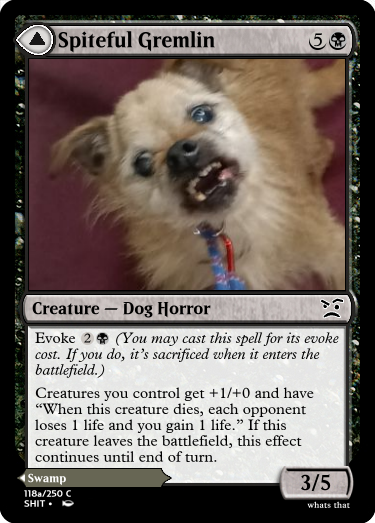 Spiteful Gremlin 5
Creature — Dog Horror
Evoke 2 (You may cast this spell for its evoke
cost. If you do, it's sacrificed when it enters the
battlefield.)
Creatures you control get +1/+0 and have
“When this creature dies, each opponent
loses 1 life and you gain 1 life.” If this
creature leaves the battlefield, this effect
continues until end of turn.
Swamp
3/5
118a/250 C
SHIT •
whats that